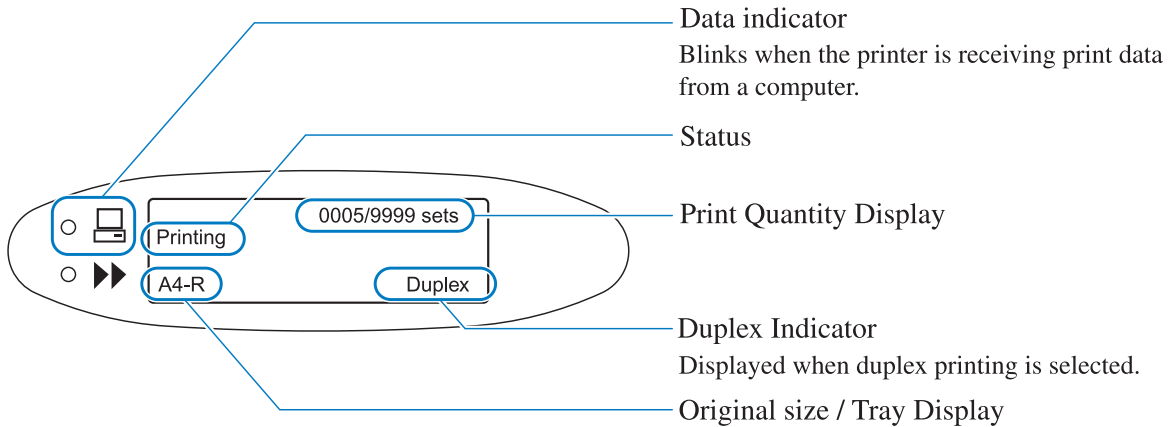 Data indicator
Blinks when the printer is receiving print data
from a computer.
Status
0005/9999 sets
Printing
Print Quantity Display
A4-R
Duplex
Duplex Indicator
Displayed when duplex printing is selected.
Original size / Tray Display